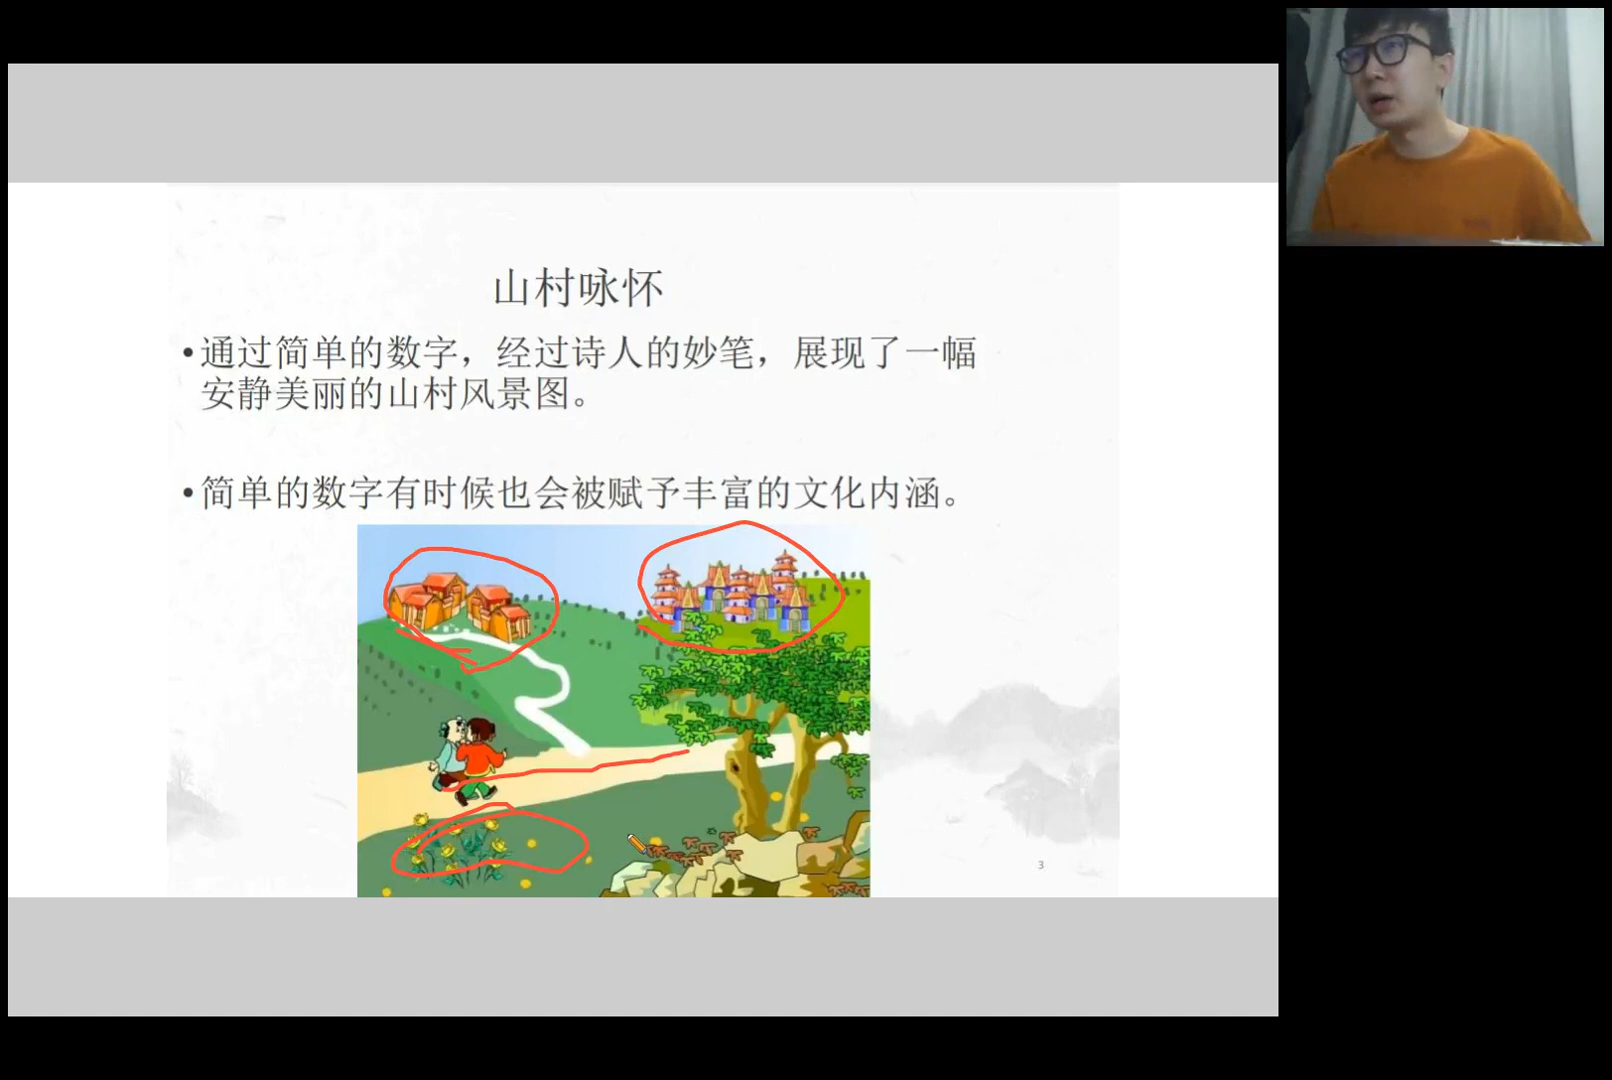 山村咏怀
•通过简单的数字，经过诗人的妙笔，展现了一幅
安静美丽的山村风景图。
•简单的数字有时候也会被赋予丰富的文化内涵。
3